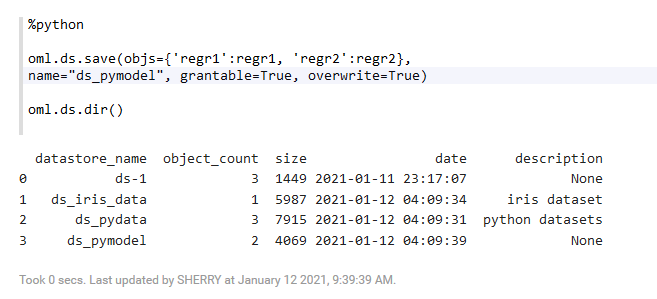 %python
oml.ds.save(objs={'regr1':regr1, 'regr2':regr2},
name="ds_pymodel", grantable=True, overwrite=True)
oml.ds.dir()
datastore_name object_count size date description
0 ds-1 3 1449 2021-01-11 23:17:07 None
1 ds_iris_data 1 5987 2021-01-12 04:09:34 iris dataset
2 ds_pydata 3 7915 2021-01-12 04:09:31 python datasets
3 ds_pymodel 2 4069 2021-01-12 04:09:39 None
Took 0 secs. Last updated by SHERRY at January 12 2021, 9:39:39 AM.